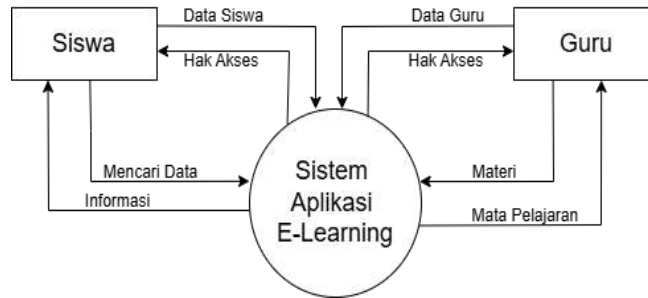 Data Siswa
Data Guru
Siswa
Guru
Hak Akses
Hak Akses
Sistem
Aplikasi
E-Learning
Mencari Data
Materi
Informasi
Mata Pelajaran